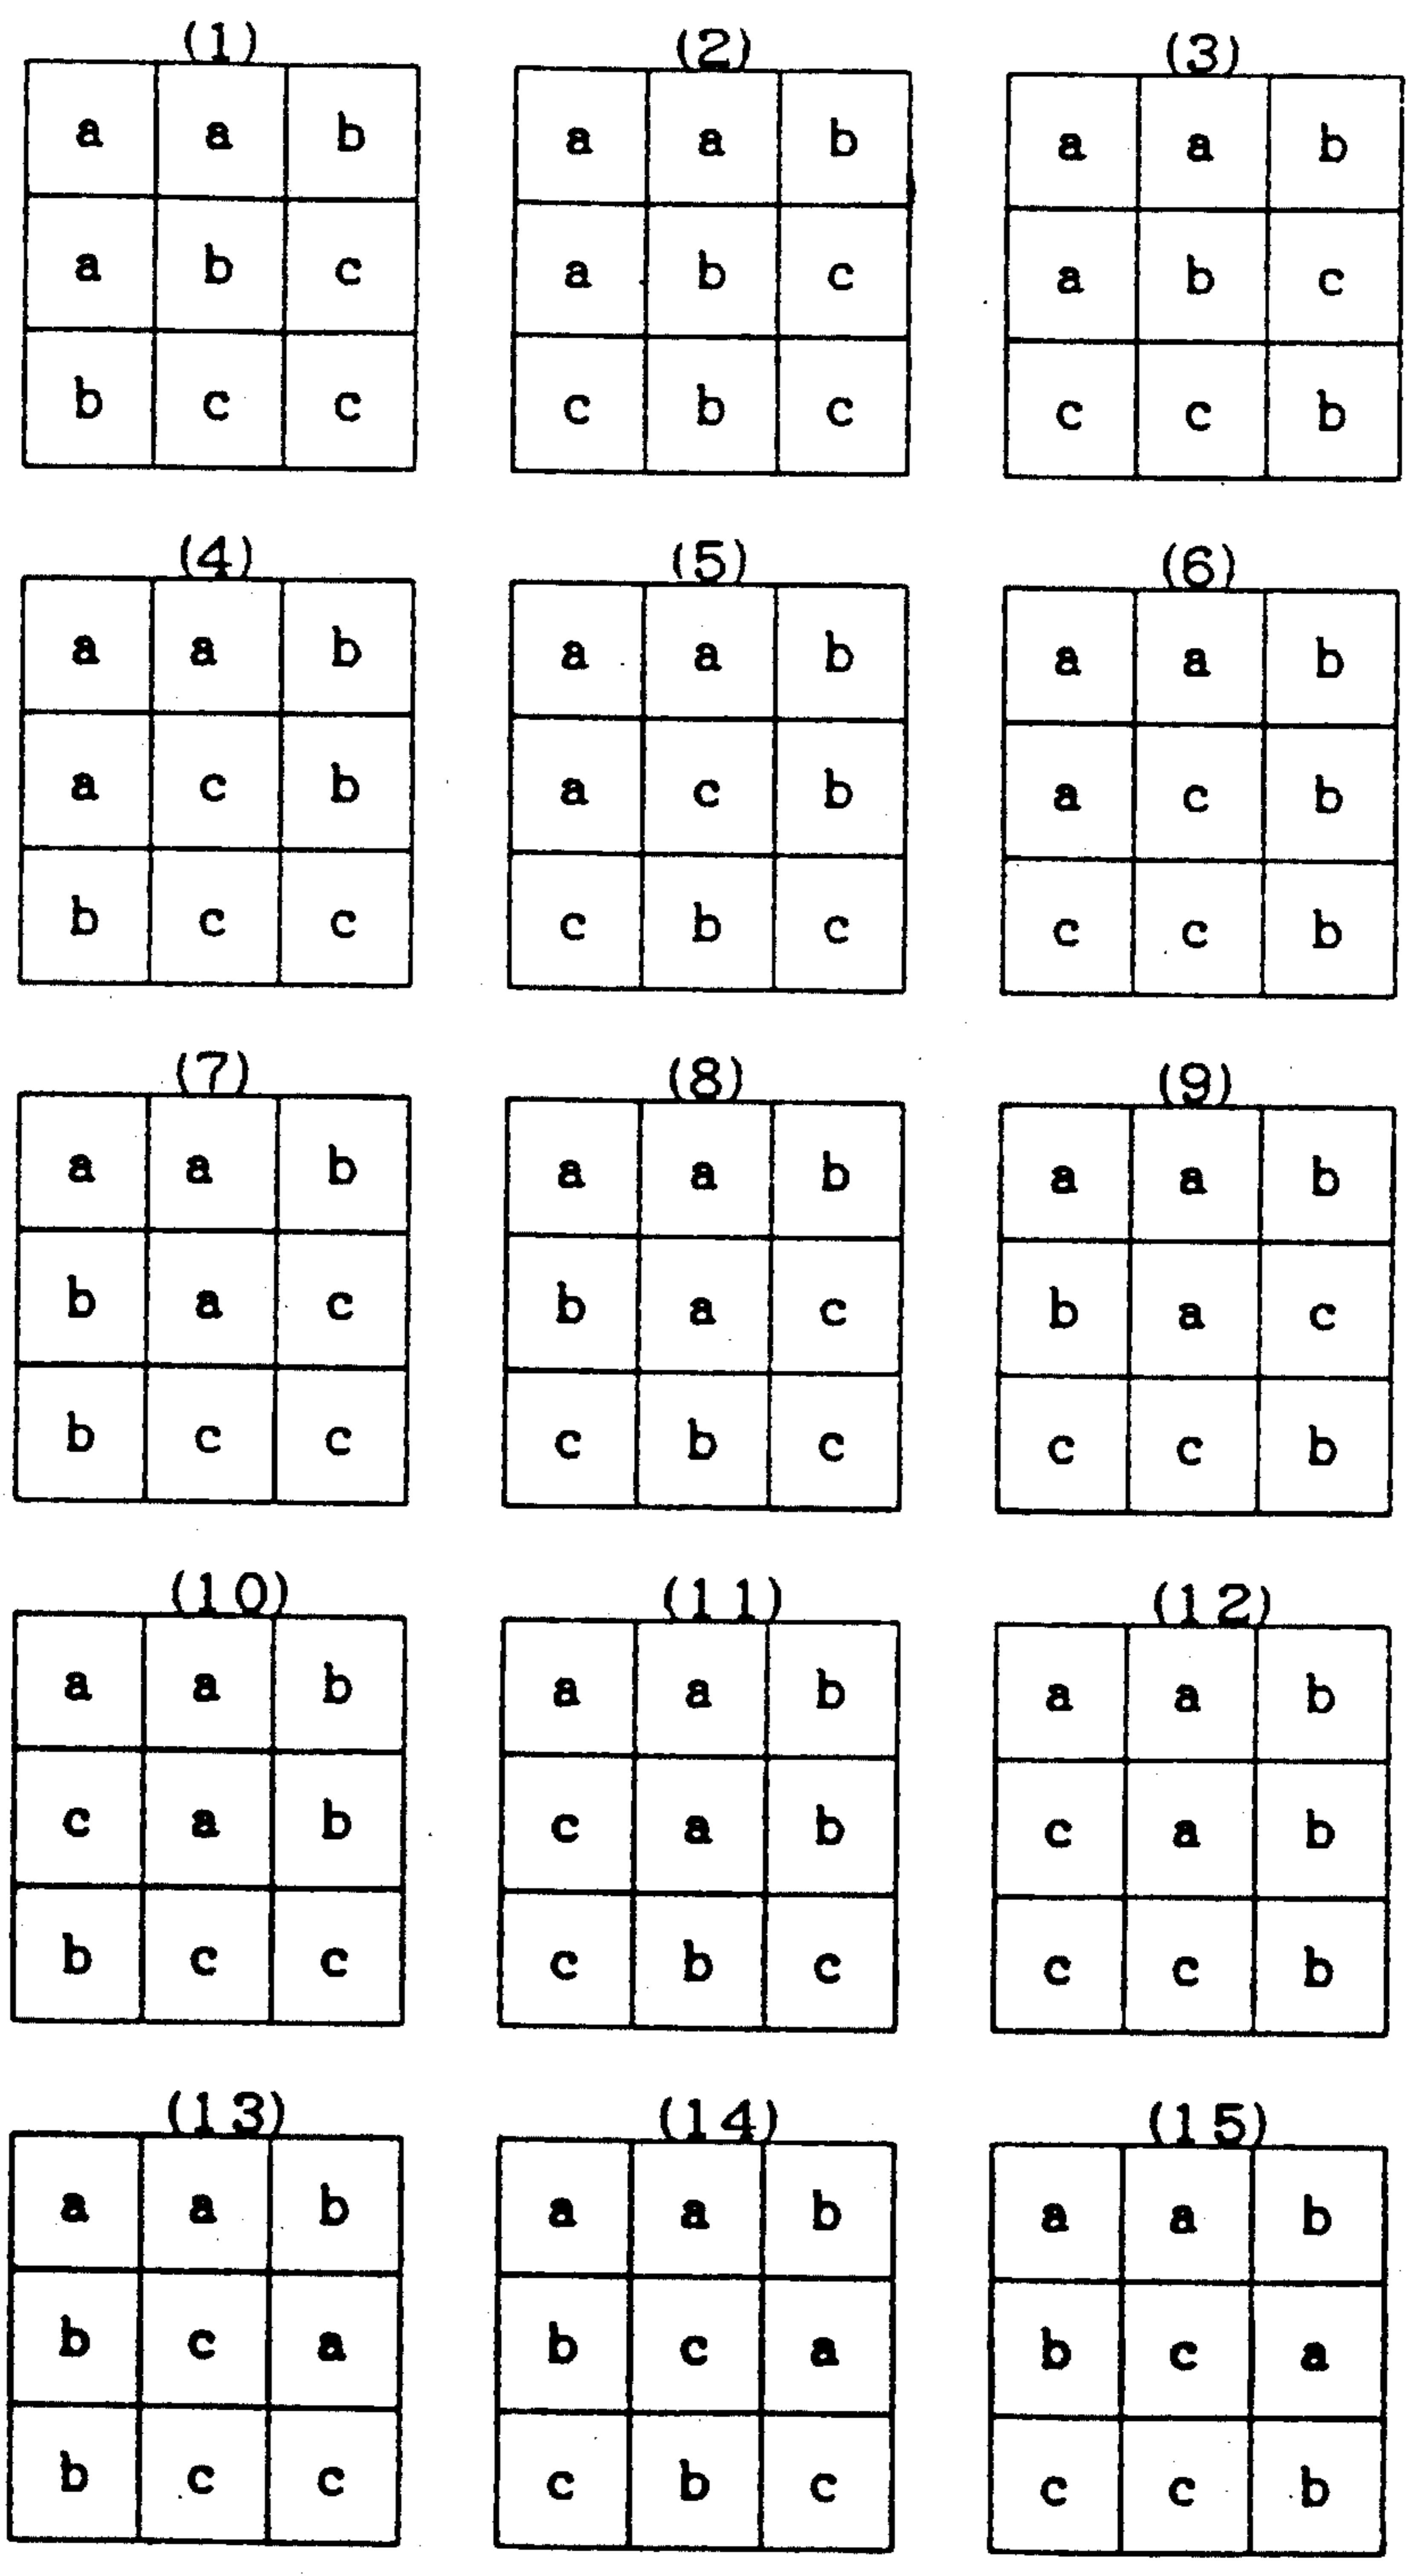 (1) (2) (3)
a a b a a b a a b
a b c a b c a b c
b c c c b c c c b
(4) (5) (6)
a a b a a b a a b
a c b a c b a c b
b c c c b c c c b
(7) (8) (9)
a a b a a b a a b
b a c b a c b a c
b c c c b c c c b
(10) (11) (12)
a a b a a b a a b
c a b c a b c a b
b c c c b c c c b
(13) (14) (15)
a a b a a b a a b
b c a b c a b c a
b c c c b c c c b